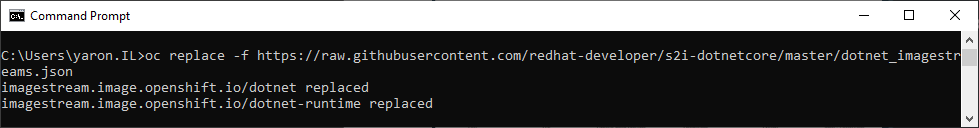 Command Prompt
C:\Users\yaron.IL>oc replace -f https://raw.githubusercontent.com/redhat-developer/s2i-dotnetcore/master/dotnet_imagestr
eams.json
imagestream.image.openshift.io/dotnet replaced
imagestream.image.openshift.io/dotnet-runtime replaced